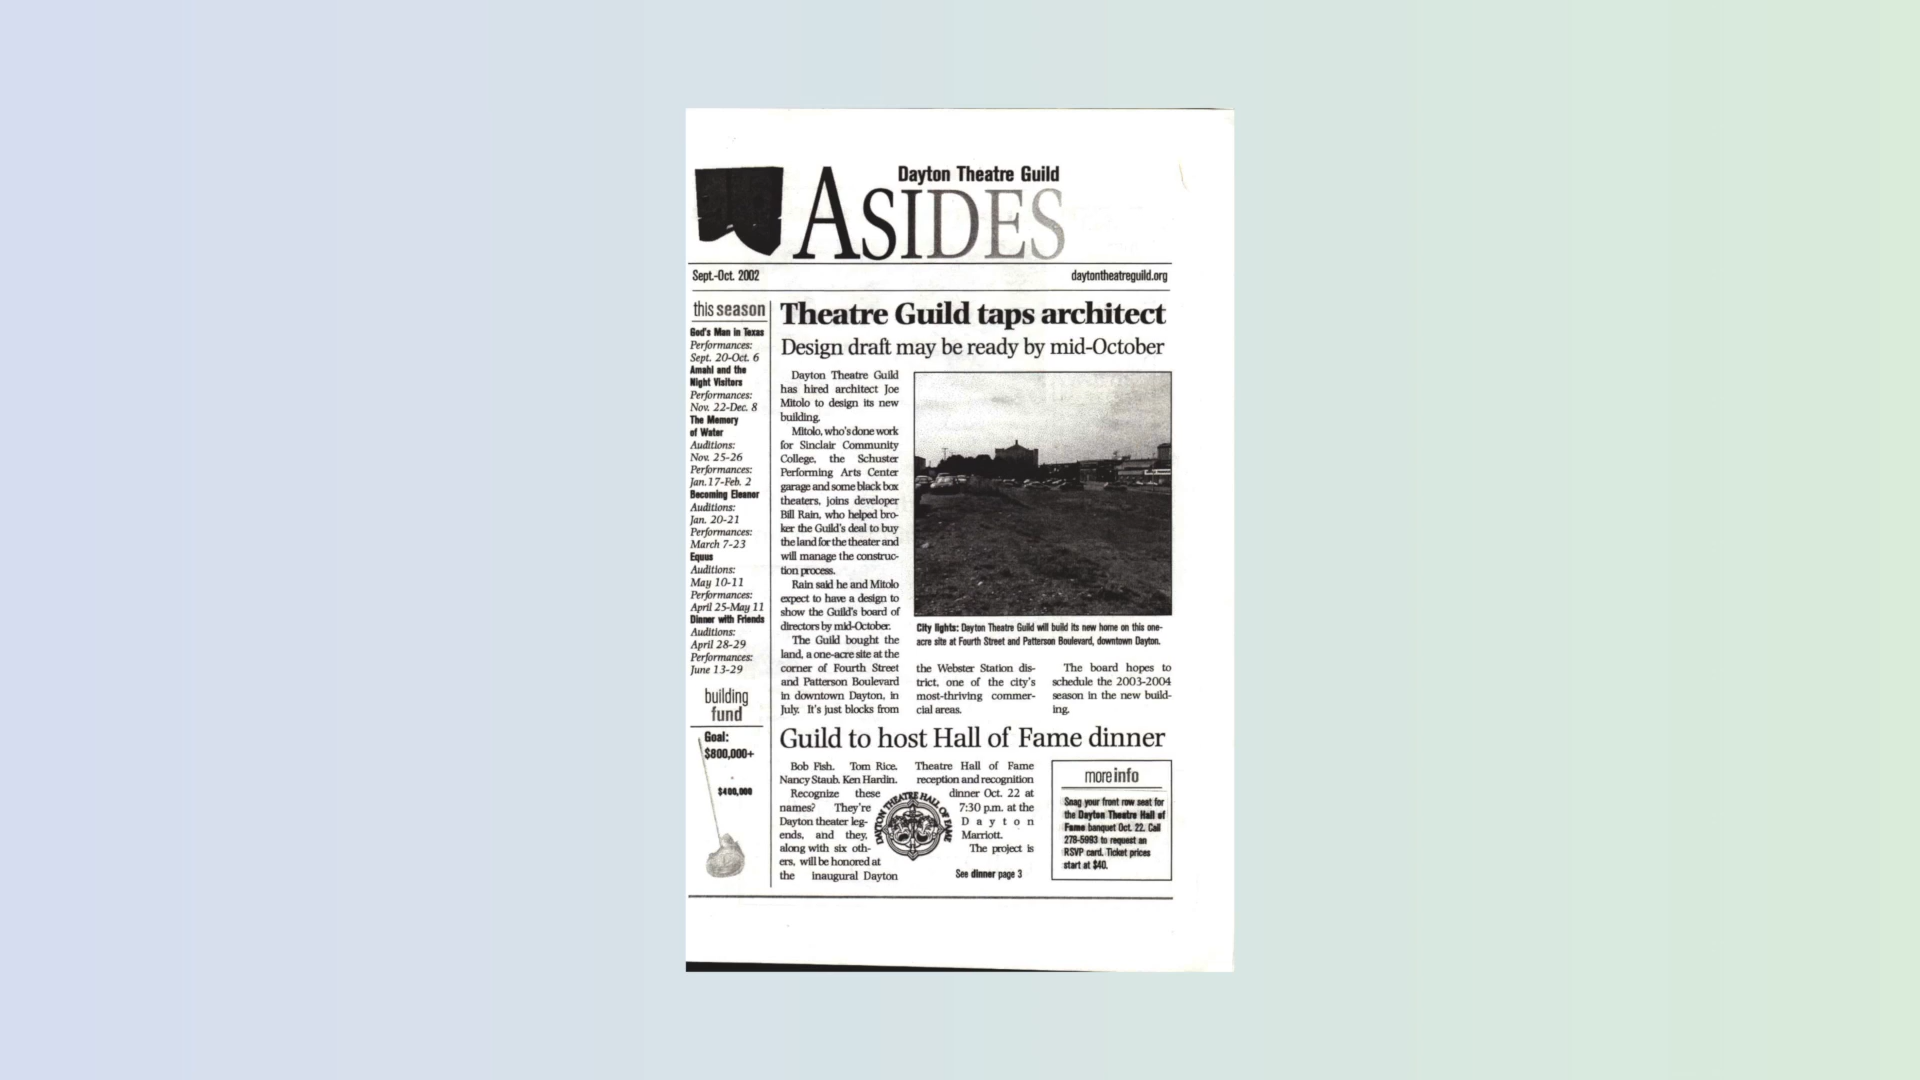 Dayton Theatre Guild
ASIDES
Sept.-Oct. 2002
daytontheatreguild.org
this season
God's Man in Texas
Performances:
Sept. 20-Oct. 6
Amahl and the
Night Visitors
Performances:
Nov. 22-Dec. 8
The Memory
of Water
Auditions:
Nov. 25-26
Performances:
Jan.17-Feb. 2
Becoming Eleanor
Auditions:
Jan. 20-21
Performances:
March 7-23
Equus
Auditions:
May 10-11
Performances:
April 25-May 11
Dinner with Friends
Auditions:
April 28-29
Performances:
June 13-29
building
fund
Goal:
$800,000+
$400,000
Theatre Guild taps architect
Design draft may be ready by mid-October
Dayton Theatre Guild
has hired architect Joe
Mitolo to design its new
building.
Mitolo, who's done work
for Sinclair Community
College, the Schuster
Performing Arts Center
garage and some black box
theaters, joins developer
Bill Rain, who helped bro-
ker the Guild's deal to buy
the land for the theater and
will manage the construc-
tion process.
Rain said he and Mitolo
expect to have a design to
show the Guild's board of
directors by mid-October.
The Guild bought the
land, a one-acre site at the
corner of Fourth Street
and Patterson Boulevard
in downtown Dayton, in
July. It's just blocks from
City lights: Dayton Theatre Guild will build its new home on this one-
acre site at Fourth Street and Patterson Boulevard, downtown Dayton.
the Webster Station dis-
trict, one of the city's
most-thriving commer-
cial areas.
The board hopes to
schedule the 2003-2004
season in the new build-
ing.
Guild to host Hall of Fame dinner
Bob Fish. Tom Rice.
Nancy Staub. Ken Hardin.
Recognize these
names? They're
Dayton theater leg-
ends, and they,
along with six oth-
ers, will be honored at
the inaugural Dayton
DAYTON THEATRE HALL OF FAME
Theatre Hall of Fame
reception and recognition
dinner Oct. 22 at
7:30 p.m. at the
Dayton
Marriott.
The project is
See dinner page 3
more info
Snag your front row seat for
the Dayton Theatre Hall of
Fame banquet Oct. 22. Call
278-5993 to request an
RSVP card. Ticket prices
start at $40.